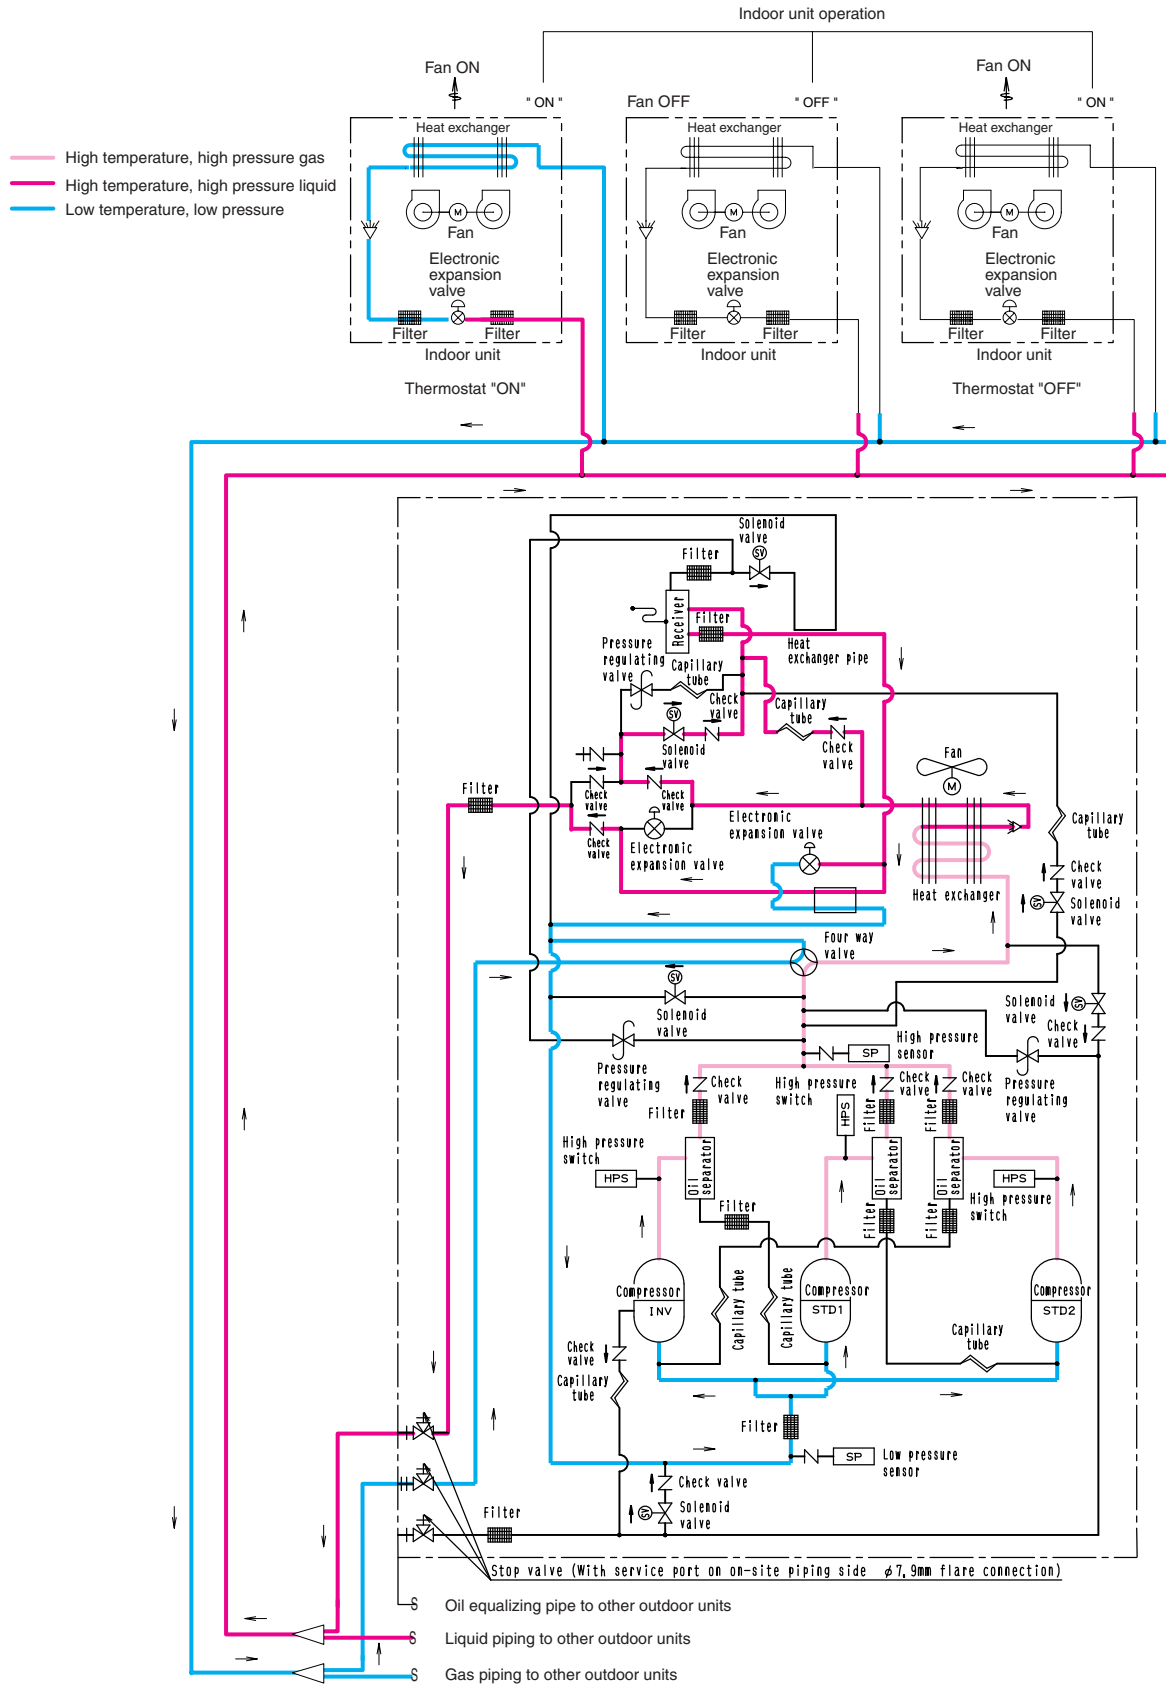 Indoor unit operation
Fan ON
" ON "
Fan OFF
" OFF "
Fan ON
" ON "
High temperature, high pressure gas
High temperature, high pressure liquid
Low temperature, low pressure
Heat exchanger
M
Fan
Electronic
expansion
valve
Filter
Filter
Indoor unit
Thermostat "ON"
Heat exchanger
M
Fan
Electronic
expansion
valve
Filter
Filter
Indoor unit
Heat exchanger
M
Fan
Electronic
expansion
valve
Filter
Filter
Indoor unit
Thermostat "OFF"
Solenoid
valve
SV
Filter
Receiver
Filter
Heat
exchanger pipe
Pressure
regulating
valve
Capillary
tube
Check
valve
SV
Solenoid
valve
Capillary
tube
Check
valve
Fan
M
Filter
Check
valve
Check
valve
Check
valve
Electronic
expansion valve
Electronic
expansion valve
Capillary
tube
Check
valve
SV
Solenoid
valve
Heat exchanger
Four way
valve
SV
Solenoid
valve
Solenoid
valve
SV
Check
valve
High pressure
sensor
SP
Pressure
regulating
valve
Pressure
regulating
valve
High pressure
switch
Check
valve
Check
valve
Check
valve
Filter
Filter
Filter
HPS
High pressure
switch
HPS
Oil
separator
Oil
separator
Oil
separator
HPS
High pressure
switch
Filter
Filter
Filter
Compressor
INV
Capillary tube
Capillary tube
Compressor
STD1
Compressor
STD2
Check
valve
Capillary
tube
Capillary
tube
Filter
SP
Low pressure
sensor
Check valve
SV
Solenoid
valve
Filter
Stop valve (With service port on on-site piping side ø7,9mm flare connection)
S Oil equalizing pipe to other outdoor units
S Liquid piping to other outdoor units
S Gas piping to other outdoor units